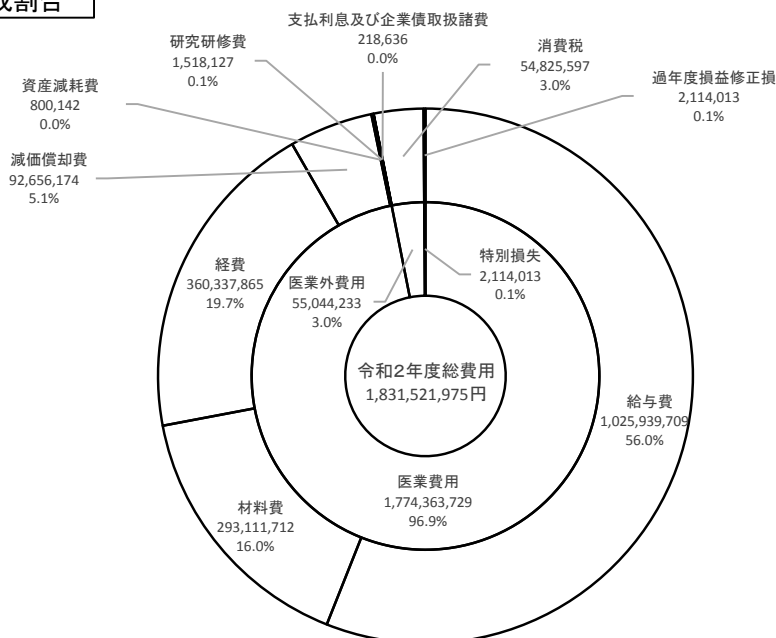 成割合
支払利息及び企業債取扱諸費
218,636
0.0%
研究研修費
1,518,127
0.1%
消費税
54,825,597
3.0%
過年度損益修正損
2,114,013
0.1%
資産減耗費
800,142
0.0%
減価償却費
92,656,174
5.1%
経費
360,337,865
19.7%
医業外費用
55,044,233
3.0%
特別損失
2,114,013
0.1%
令和2年度総費用
1,831,521,975円
給与費
1,025,939,709
56.0%
医業費用
1,774,363,729
96.9%
材料費
293,111,712
16.0%